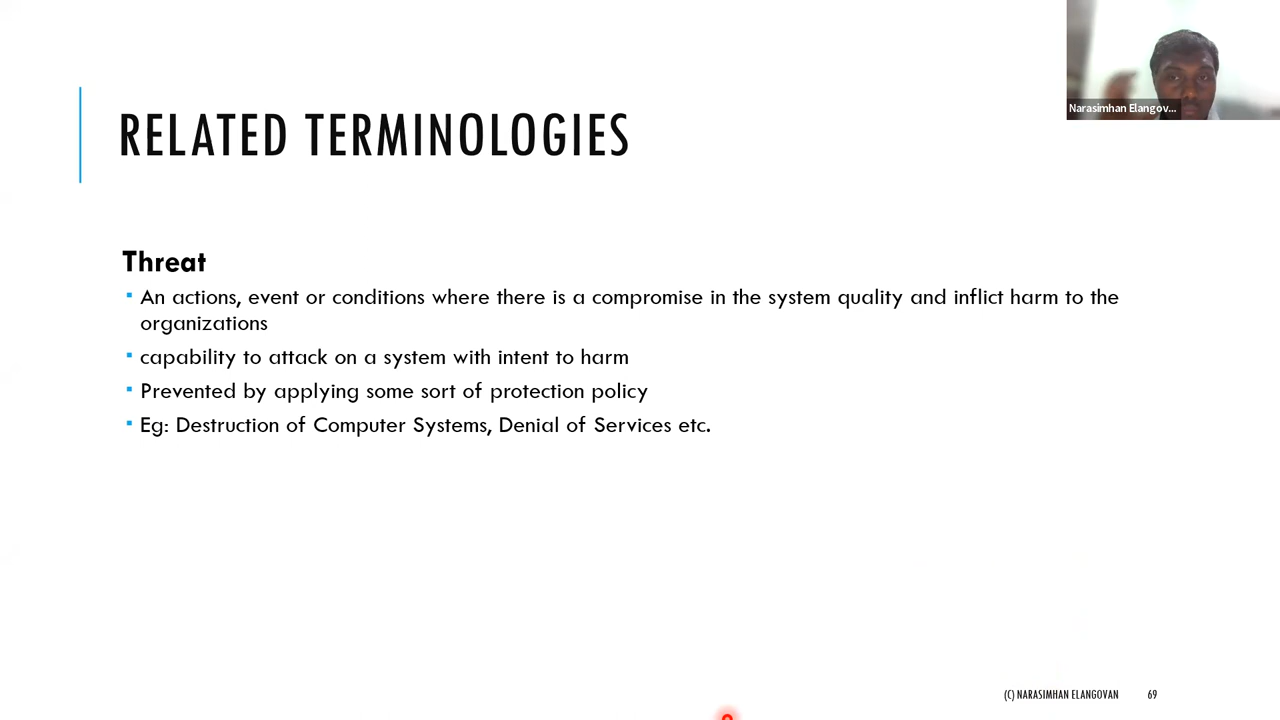 Narasimhan Elangov...
RELATED TERMINOLOGIES
Threat
An actions, event or conditions where there is a compromise in the system quality and inflict harm to the
organizations
capability to attack on a system with intent to harm
Prevented by applying some sort of protection policy
Eg: Destruction of Computer Systems, Denial of Services etc.
(C) NARASIMHAN ELANGOVAN 69